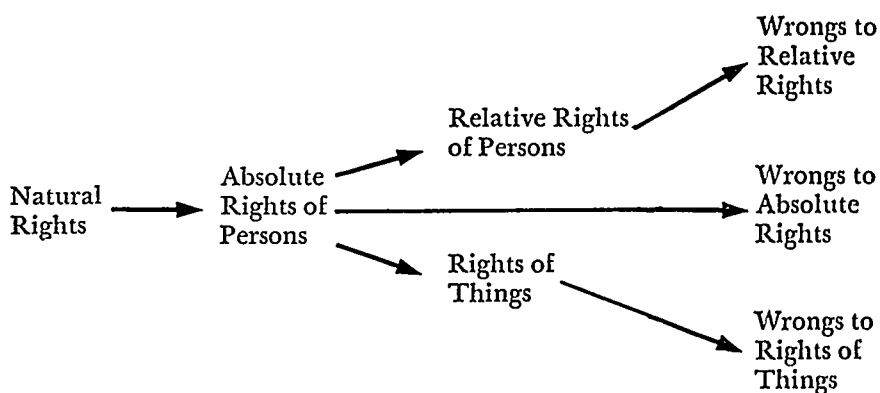 Natural
Rights
Absolute
Rights of
Persons
Relative Rights
of Persons
Rights of
Things
Wrongs to
Relative
Rights
Wrongs to
Absolute
Rights
Wrongs to
Rights of
Things